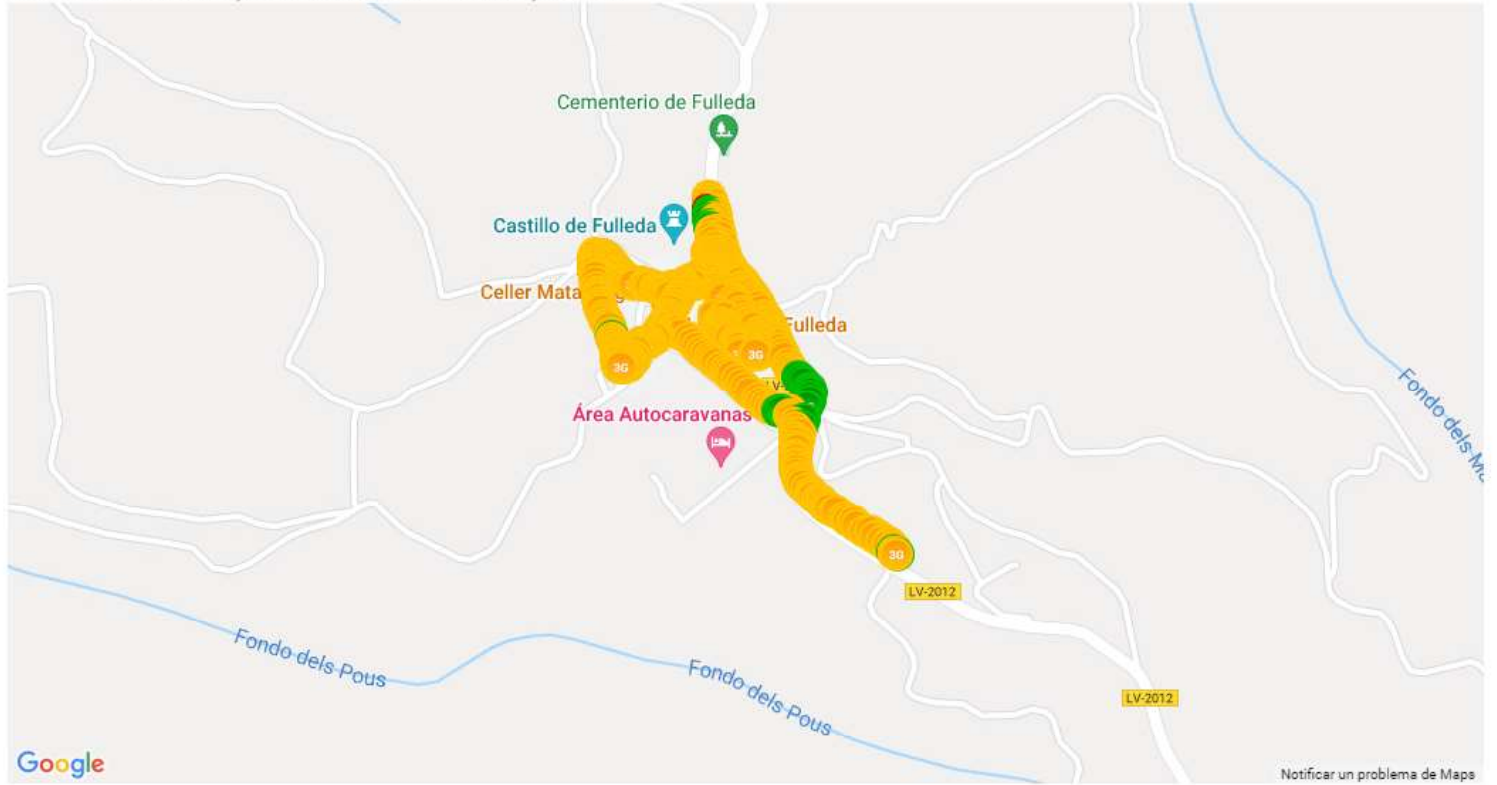 Cementerio de Fulleda
Castillo de Fulleda
Celler Mata
Fulleda
3G
3G
LV-
Área Autocaravanas
Fondo dels
3G
LV-2012
Fondo dels Pous
Fondo dels Pous
LV-2012
Google
Notificar un problema de Maps